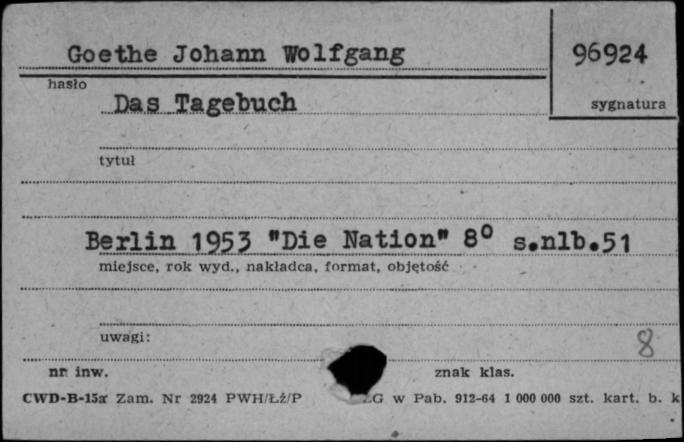 Goethe Johann Wolfgang
96924
hasło
Das Tagebuch
sygnatura
tytuł
Berlin 1953 "Die Nation" 8º s.nlb.51
miejsce, rok wyd., nakładca, format, objętość
uwagi:
8
nr inw.
znak klas.
CWD-B-15a Zam. Nr 2924 PWH/Łż/P ŁG w Pab. 912-64 1 000 000 szt. kart. b. k